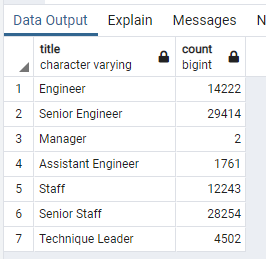 Data Output Explain Messages N
title count
character varying bigint
1 Engineer 14222
2 Senior Engineer 29414
3 Manager 2
4 Assistant Engineer 1761
5 Staff 12243
6 Senior Staff 28254
7 Technique Leader 4502